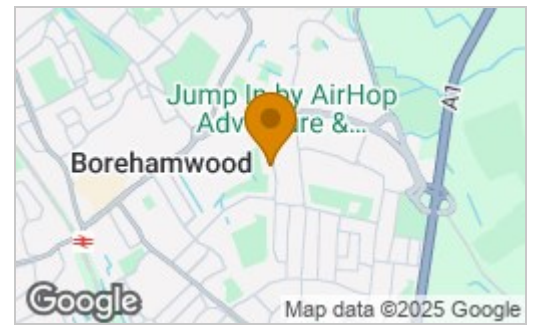 Jump In by AirHop
Adventure &...
A1
Borehamwood
Google
Map data ©2025 Google